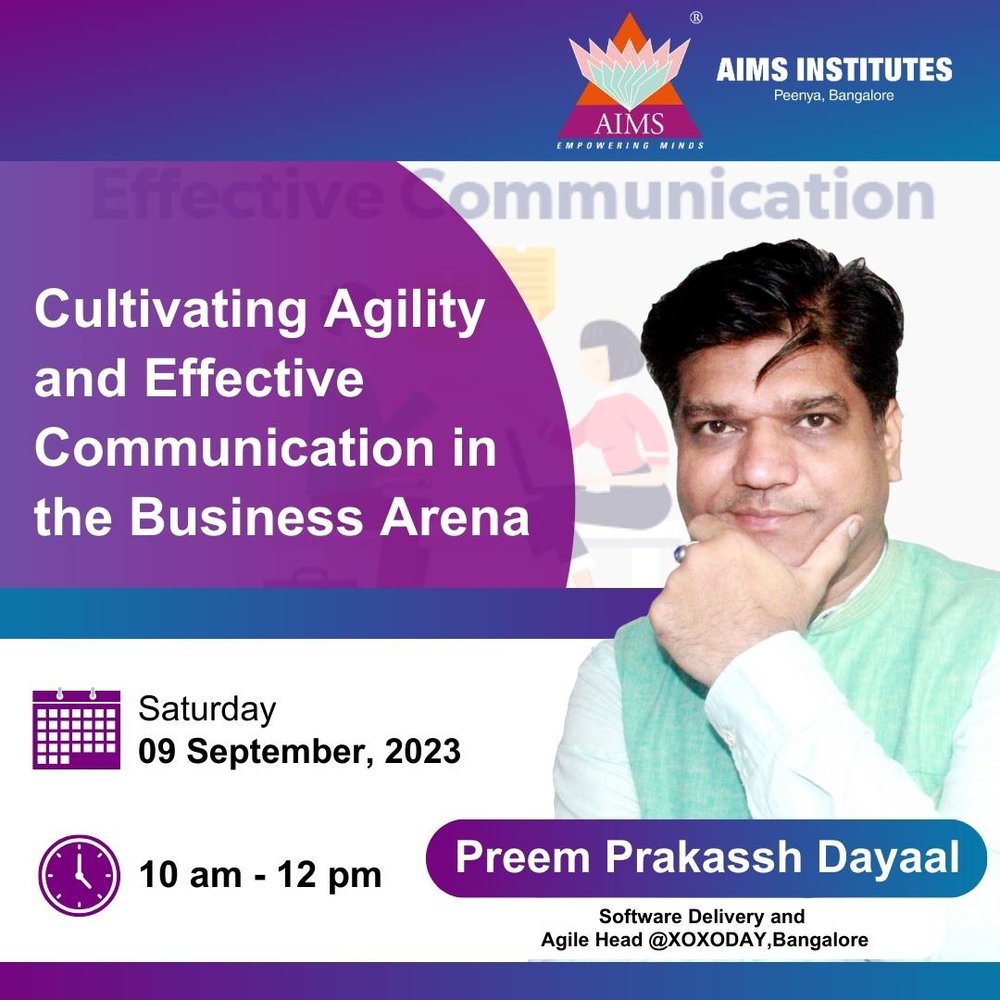 ®
AIMS
EMPOWERING MINDS
AIMS INSTITUTES
Peenya, Bangalore
Effective Communication
Cultivating Agility
and Effective
Communication in
the Business Arena
Saturday
09 September, 2023
10 am - 12 pm
Preem Prakassh Dayaal
Software Delivery and
Agile Head @XOXODAY,Bangalore